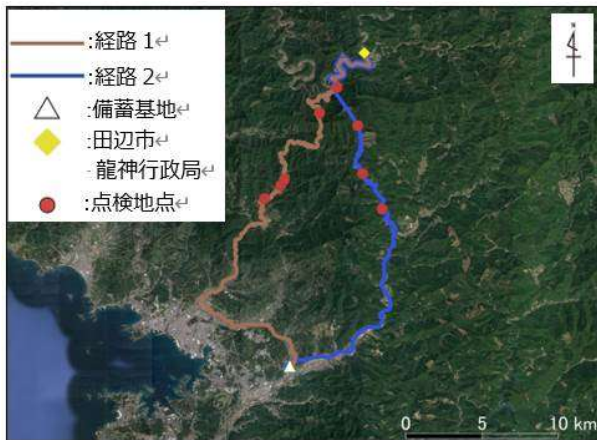 :経路 1↵
:経路 2↵
:備蓄基地↵
:田辺市↵
龍神行政局↵
:点検地点↵
0 5 10 km